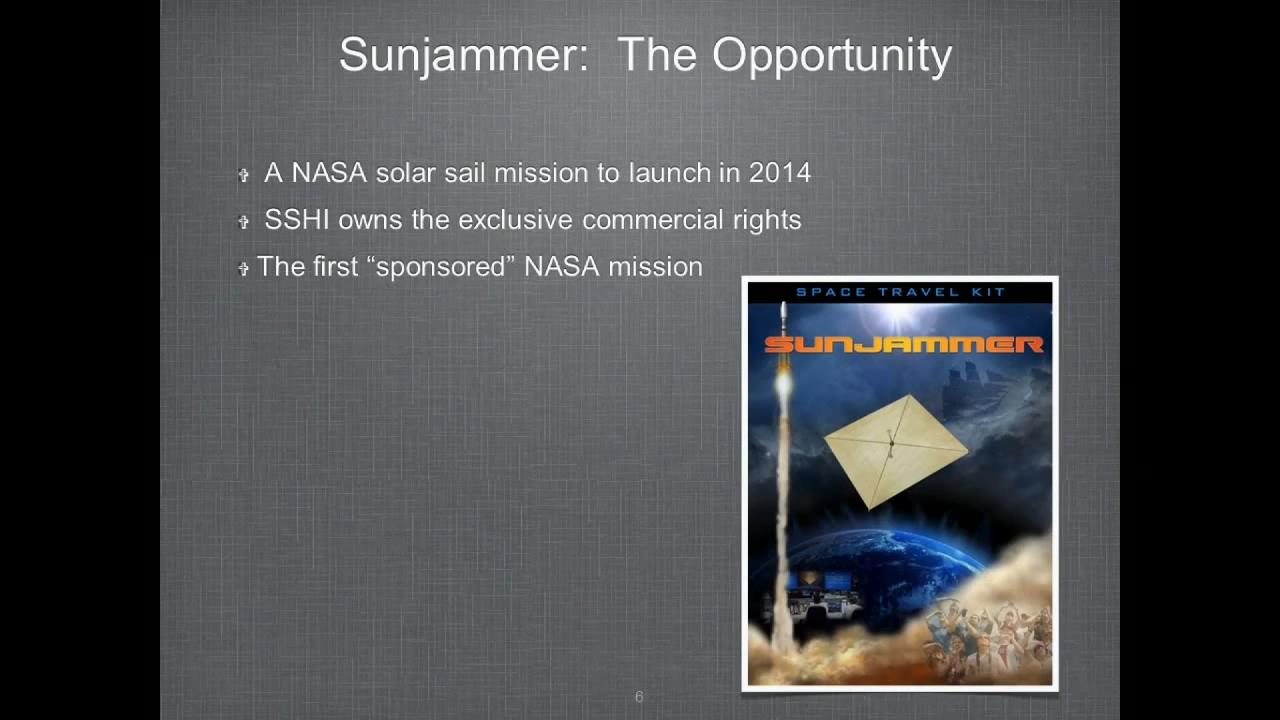 Sunjammer: The Opportunity
A NASA solar sail mission to launch in 2014
SSHI owns the exclusive commercial rights
The first “sponsored” NASA mission
SPACE TRAVEL KIT
SUNJAMMER
6